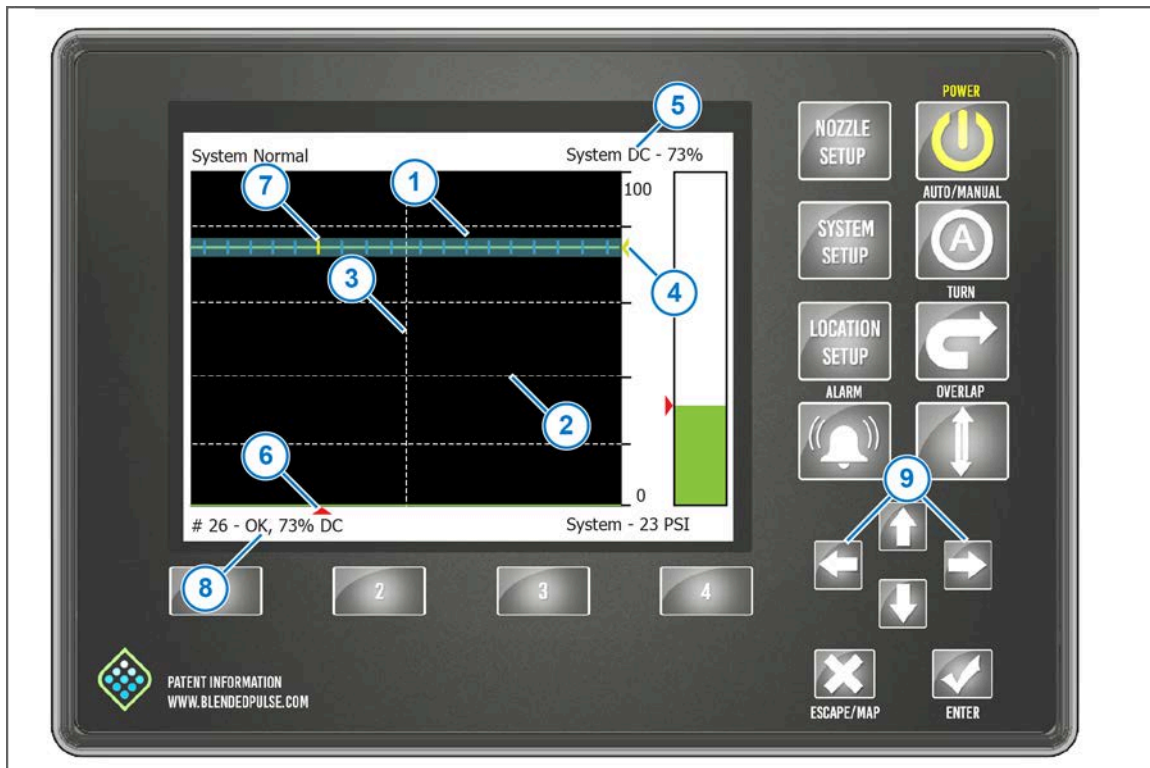 POWER
NOZZLE
SETUP
5
System Normal
System DC - 73%
7
1
100
AUTO/MANUAL
SYSTEM
SETUP
A
3
4
TURN
LOCATION
SETUP
2
ALARM
OVERLAP
6
0
9
# 26 - OK, 73% DC
System - 23 PSI
8
2
3
4
PATENT INFORMATION
WWW.BLENDEDPULSE.COM
ESCAPE/MAP
ENTER